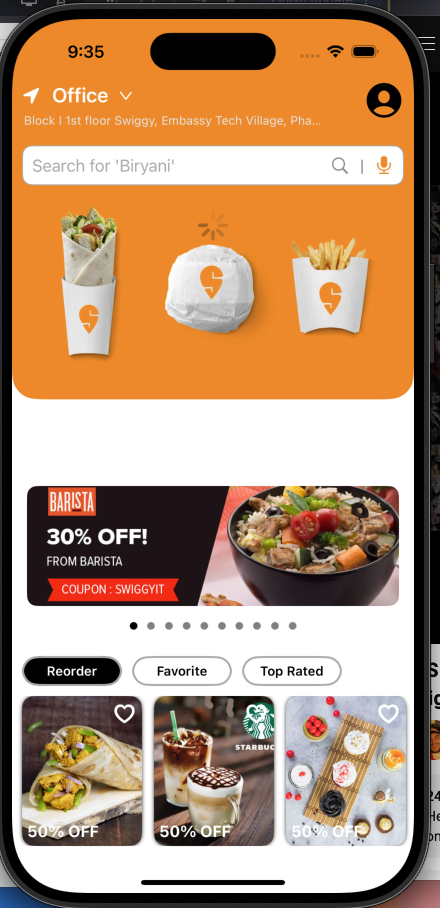 9:35
Office
Block I 1st floor Swiggy, Embassy Tech Village, Pha...
Search for 'Biryani'
BARISTA
30% OFF!
FROM BARISTA
COUPON : SWIGGYIT
Reorder
Favorite
Top Rated
STARBUC
50% OFF
50% OFF
50% OFF